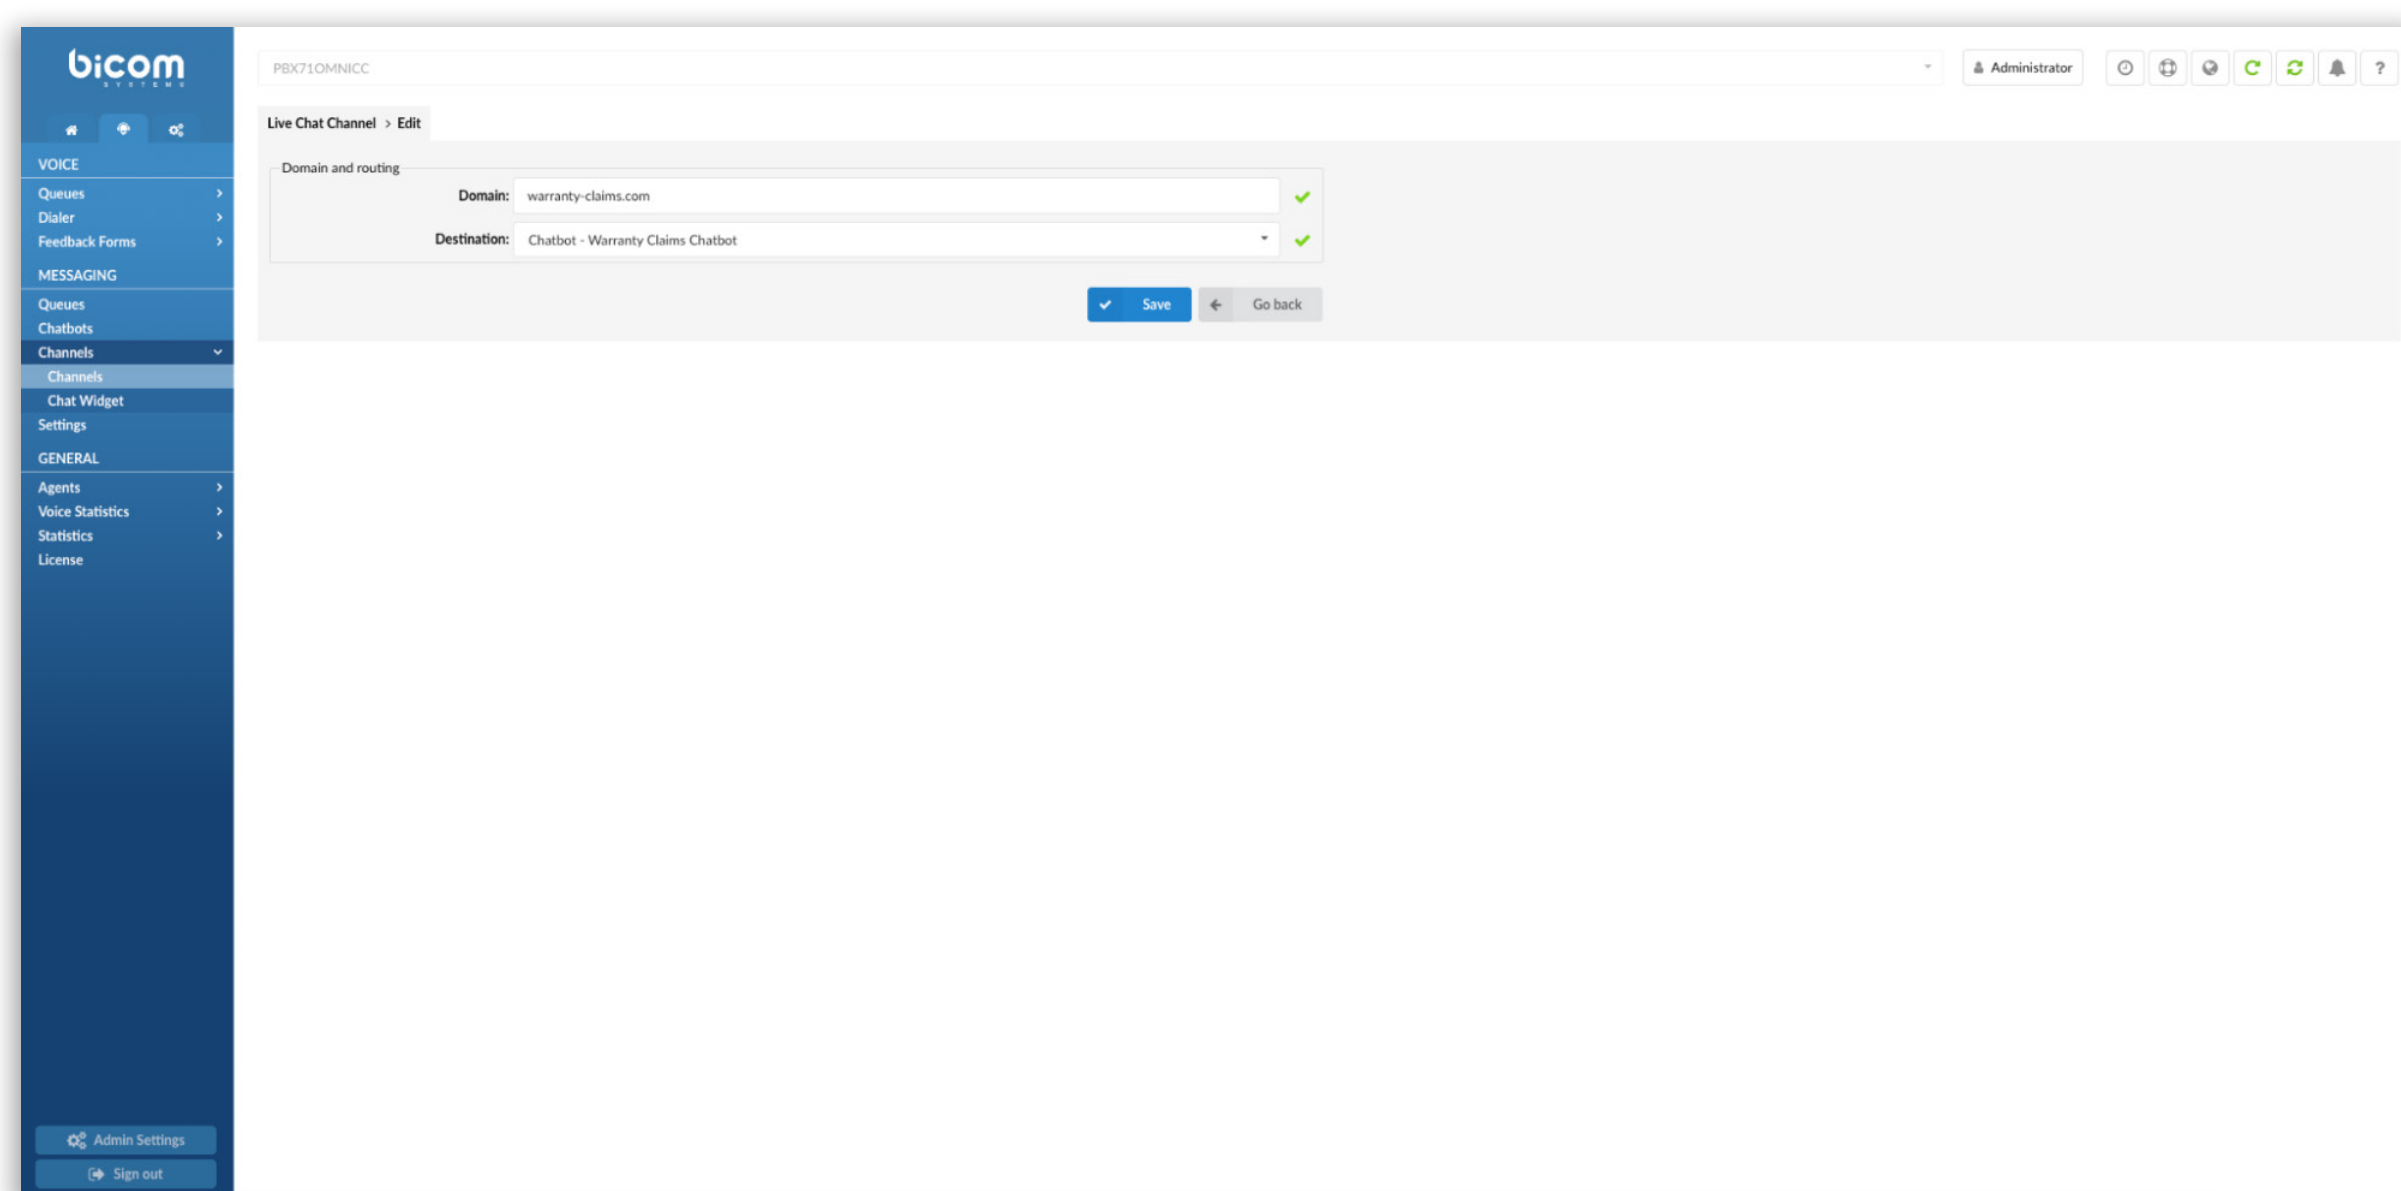 bicom
SYSTEMS
PBX71OMNICC
Administrator
?
Live Chat Channel > Edit
VOICE
Queues
Dialer
Feedback Forms
MESSAGING
Queues
Chatbots
Channels
Channels
Chat Widget
Settings
GENERAL
Agents
Voice Statistics
Statistics
License
Admin Settings
Sign out
Domain and routing
Domain: warranty-claims.com
Destination: Chatbot - Warranty Claims Chatbot
Save
Go back